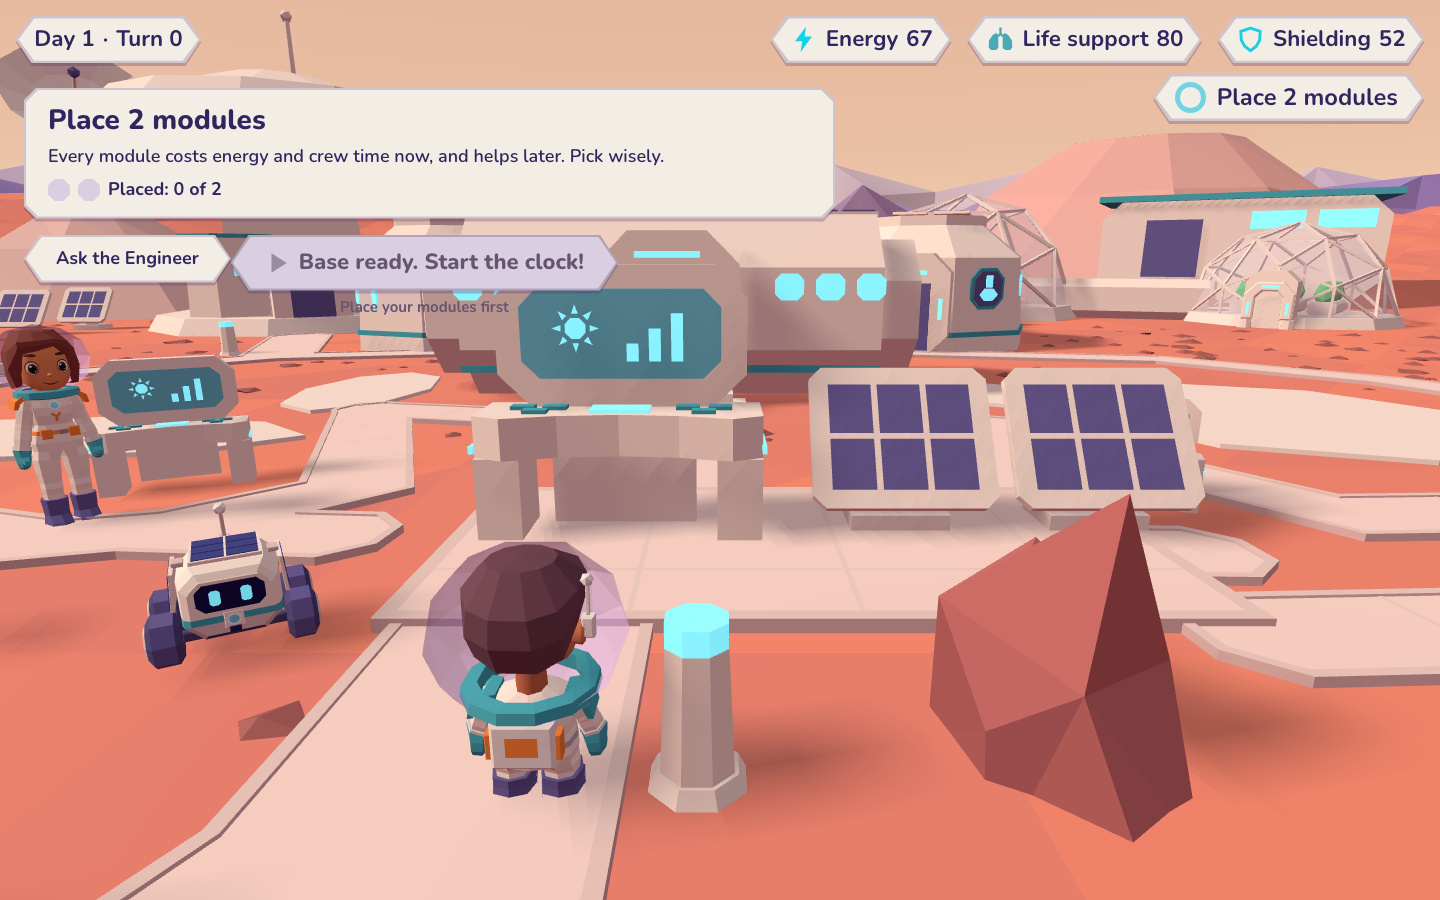 Day 1 · Turn 0
Energy 67
Life support 80
Shielding 52
Place 2 modules
Place 2 modules
Every module costs energy and crew time now, and helps later. Pick wisely.
Placed: 0 of 2
Ask the Engineer
Base ready. Start the clock!
Place your modules first